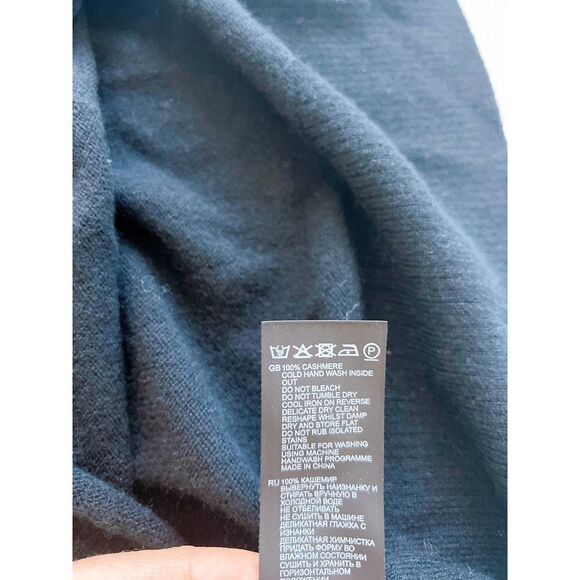 P
GB 100% CASHMERE
COLD HAND WASH INSIDE
OUT
DO NOT BLEACH
DO NOT TUMBLE DRY
COOL IRON ON REVERSE
DELICATE DRY CLEAN
RESHAPE WHILST DAMP
DRY AND STORE FLAT
DO NOT RUB ISOLATED
STAINS
SUITABLE FOR WASHING
USING MACHINE
HANDWASH PROGRAMME
MADE IN CHINA
RU 100% КАШЕМИР
ВЫВЕРНУТЬ НАИЗНАНКУ И
СТИРАТЬ ВРУЧНУЮ В
ХОЛОДНОЙ ВОДЕ
НЕ ОТБЕЛИВАТЬ
НЕ СУШИТЬ В МАШИНЕ
ДЕЛИКАТНАЯ ГЛАЖКА С
ИЗНАНКИ
ДЕЛИКАТНАЯ ХИМЧИСТКА
ПРИДАТЬ ФОРМУ ВО
ВЛАЖНОМ СОСТОЯНИИ
СУШИТЬ И ХРАНИТЬ В
ГОРИЗОНТАЛЬНОМ
ПОЛОЖЕНИИ